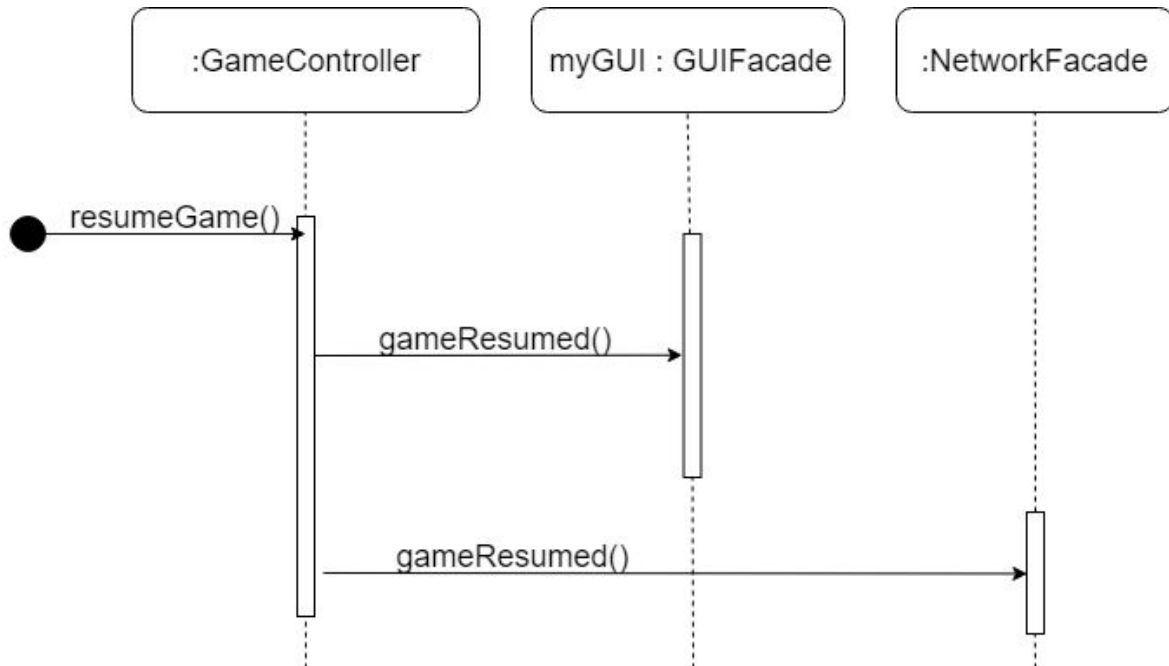 :GameController
myGUI : GUIFacade
:NetworkFacade
resumeGame()
gameResumed()
gameResumed()